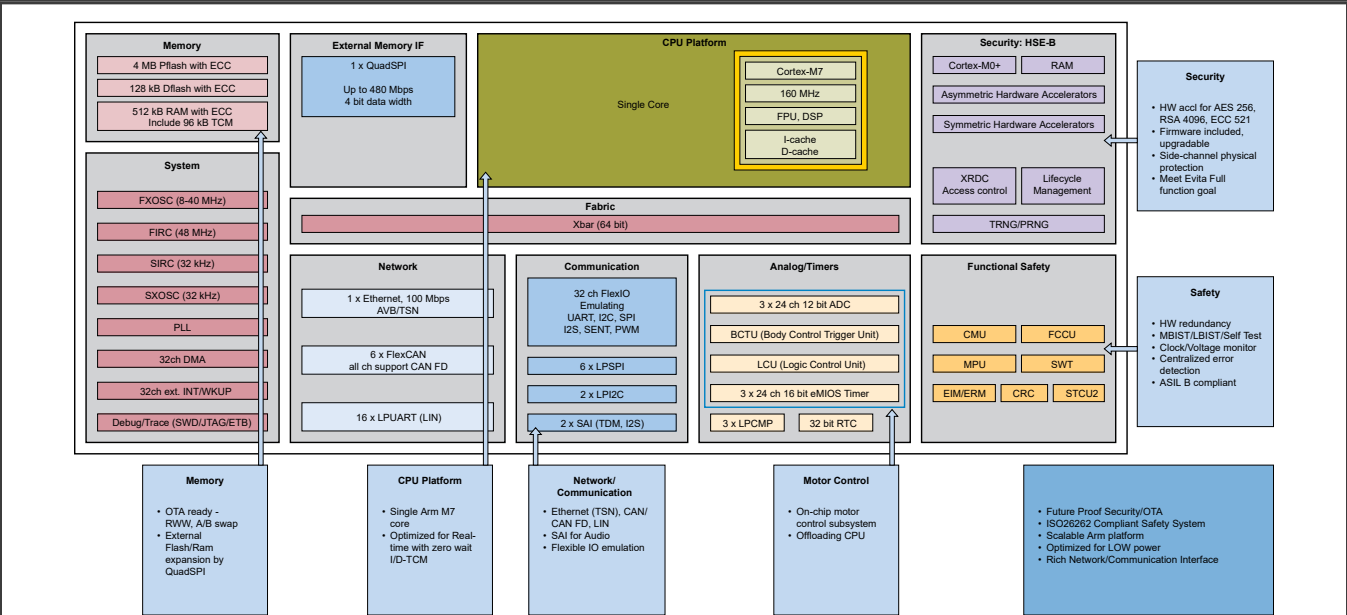 Memory
4 MB Pflash with ECC
128 kB Dflash with ECC
512 kB RAM with ECC
Include 96 kB TCM
System
FXOSC (8-40 MHz)
FIRC (48 MHz)
SIRC (32 kHz)
SXOSC (32 kHz)
PLL
32ch DMA
32ch ext. INT/WKUP
Debug/Trace (SWD/JTAG/ETB)
External Memory IF
1 x QuadSPI
Up to 480 Mbps
4 bit data width
CPU Platform
Single Core
Cortex-M7
160 MHz
FPU, DSP
I-cache
D-cache
Security: HSE-B
Cortex-M0+
RAM
Asymmetric Hardware Accelerators
Symmetric Hardware Accelerators
XRDC
Access control
Lifecycle
Management
TRNG/PRNG
Fabric
Xbar (64 bit)
Network
1 x Ethernet, 100 Mbps
AVB/TSN
6 x FlexCAN
all ch support CAN FD
16 x LPUART (LIN)
Communication
32 ch FlexIO
Emulating
UART, I2C, SPI
I2S, SENT, PWM
6 x LPSPI
2 x LPI2C
2 x SAI (TDM, I2S)
Analog/Timers
3 x 24 ch 12 bit ADC
BCTU (Body Control Trigger Unit)
LCU (Logic Control Unit)
3 x 24 ch 16 bit eMIOS Timer
3 x LPCMP
32 bit RTC
Functional Safety
CMU
FCCU
MPU
SWT
EIM/ERM
CRC
STCU2
Security
• HW accl for AES 256,
RSA 4096, ECC 521
• Firmware included,
upgradable
• Side-channel physical
protection
• Meet Evita Full
function goal
Safety
• HW redundancy
• MBIST/LBIST/Self Test
• Clock/Voltage monitor
• Centralized error
detection
• ASIL B compliant
Memory
• OTA ready -
RWW, A/B swap
• External
Flash/Ram
expansion by
QuadSPI
CPU Platform
• Single Arm M7
core
• Optimized for Real-
time with zero wait
I/D-TCM
Network/
Communication
• Ethernet (TSN), CAN/
CAN FD, LIN
• SAI for Audio
• Flexible IO emulation
Motor Control
• On-chip motor
control subsystem
• Offloading CPU
• Future Proof Security/OTA
• ISO26262 Compliant Safety System
• Scalable Arm platform
• Optimized for LOW power
• Rich Network/Communication Interface